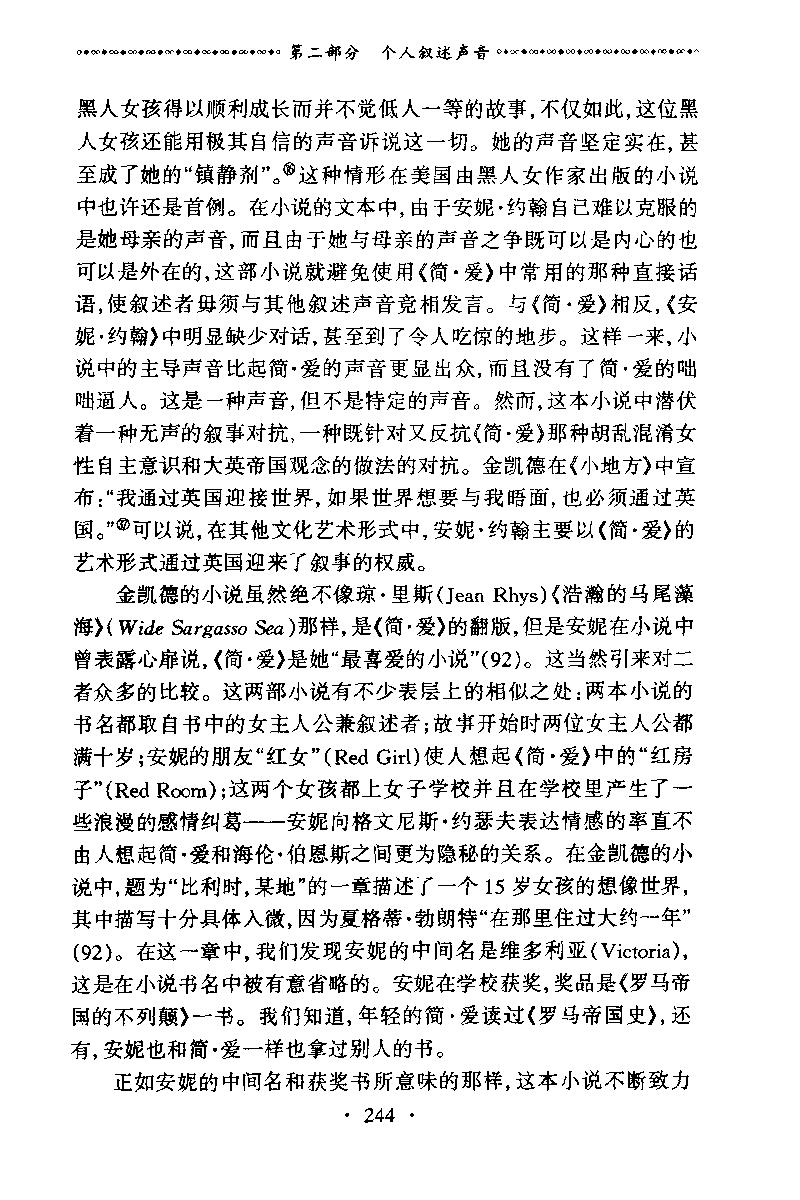 第二部分 个人叙述声音
黑人女孩得以顺利成长而并不觉低人一等的故事,不仅如此,这位黑
人女孩还能用极其自信的声音诉说这一切。她的声音坚定实在,甚
至成了她的“镇静剂”。⑯这种情形在美国由黑人女作家出版的小说
中也许还是首例。在小说的文本中,由于安妮·约翰自己难以克服的
是她母亲的声音,而且由于她与母亲的声音之争既可以是内心的也
可以是外在的,这部小说就避免使用《简·爱》中常用的那种直接话
语,使叙述者毋须与其他叙述声音竞相发言。与《简·爱》相反,《安
妮·约翰》中明显缺少对话,甚至到了令人吃惊的地步。这样一来,小
说中的主导声音比起简·爱的声音更显出众,而且没有了简·爱的咄
咄逼人。这是一种声音,但不是特定的声音。然而,这本小说中潜伏
着一种无声的叙事对抗,一种既针对又反抗《简·爱》那种胡乱混淆女
性自主意识和大英帝国观念的做法的对抗。金凯德在《小地方》中宣
布:“我通过英国迎接世界,如果世界想要与我晤面,也必须通过英
国。”⑰可以说,在其他文化艺术形式中,安妮·约翰主要以《简·爱》的
艺术形式通过英国迎来了叙事的权威。
金凯德的小说虽然绝不像琼·里斯(Jean Rhys)《浩瀚的马尾藻
海》(Wide Sargasso Sea)那样,是《简·爱》的翻版,但是安妮在小说中
曾表露心扉说,《简·爱》是她“最喜爱的小说”(92)。这当然引来对二
者众多的比较。这两部小说有不少表层上的相似之处:两本小说的
书名都取自书中的女主人公兼叙述者;故事开始时两位女主人公都
满十岁;安妮的朋友“红女”(Red Girl)使人想起《简·爱》中的“红房
子”(Red Room);这两个女孩都上女子学校并且在学校里产生了一
些浪漫的感情纠葛——安妮向格文尼斯·约瑟夫表达情感的率直不
由人想起简·爱和海伦·伯恩斯之间更为隐秘的关系。在金凯德的小
说中,题为“比利时,某地”的一章描述了一个 15 岁女孩的想像世界,
其中描写十分具体入微,因为夏格蒂·勃朗特“在那里住过大约一年”
(92)。在这一章中,我们发现安妮的中间名是维多利亚(Victoria),
这是在小说书名中被有意省略的。安妮在学校获奖,奖品是《罗马帝
国的不列颠》一书。我们知道,年轻的简·爱读过《罗马帝国史》,还
有,安妮也和简·爱一样也拿过别人的书。
正如安妮的中间名和获奖书所意味的那样,这本小说不断致力
· 244 ·